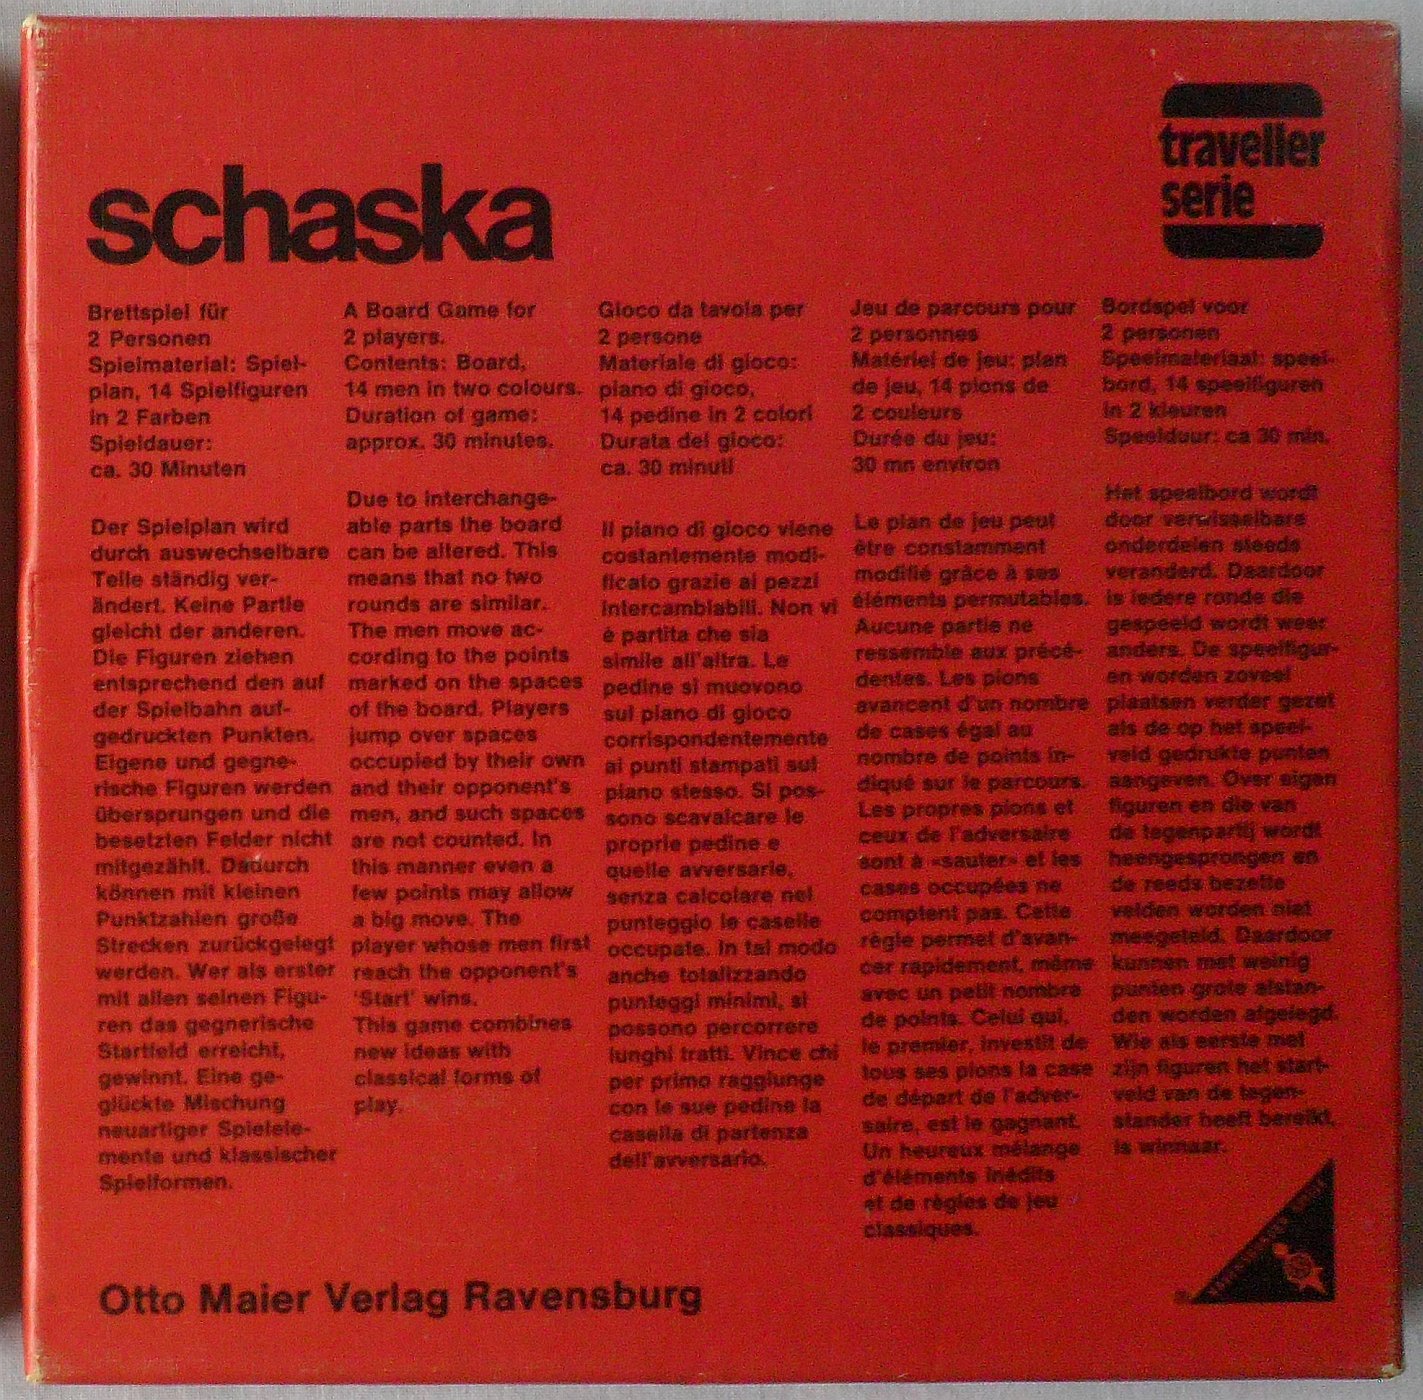 traveller
serie
schaska
Brettspiel für
2 Personen
Spielmaterial: Spiel-
plan, 14 Spielfiguren
in 2 Farben
Spieldauer:
ca. 30 Minuten
Der Spielplan wird
durch auswechselbare
Teile ständig ver-
ändert. Keine Partie
gleicht der anderen.
Die Figuren ziehen
entsprechend den auf
der Spielbahn auf-
gedruckten Punkten.
Eigene und gegne-
rische Figuren werden
übersprungen und die
besetzten Felder nicht
mitgezählt. Dadurch
können mit kleinen
Punktzahlen große
Strecken zurückgelegt
werden. Wer als erster
mit allen seinen Figu-
ren das gegnerische
Startfeld erreicht,
gewinnt. Eine ge-
glückte Mischung
neuartiger Spielele-
mente und klassischer
Spielformen.
A Board Game for
2 players.
Contents: Board,
14 men in two colours.
Duration of game:
approx. 30 minutes.
Due to interchange-
able parts the board
can be altered. This
means that no two
rounds are similar.
The men move ac-
cording to the points
marked on the spaces
of the board. Players
jump over spaces
occupied by their own
and their opponent's
men, and such spaces
are not counted. In
this manner even a
few points may allow
a big move. The
player whose men first
reach the opponent's
'Start' wins.
This game combines
new ideas with
classical forms of
play.
Gioco da tavola per
2 persone
Materiale di gioco:
piano di gioco,
14 pedine in 2 colori
Durata del gioco:
ca. 30 minuti
Il piano di gioco viene
costantemente modi-
ficato grazie ai pezzi
intercambiabili. Non vi
è partita che sia
simile all'altra. Le
pedine si muovono
sul piano di gioco
corrispondentemente
ai punti stampati sul
piano stesso. Si pos-
sono scavalcare le
proprie pedine e
quelle avversarie,
senza calcolare nel
punteggio le caselle
occupate. In tal modo
anche totalizzando
punteggi minimi, si
possono percorrere
lunghi tratti. Vince chi
per primo raggiunge
con le sue pedine la
casella di partenza
dell'avversario.
Jeu de parcours pour
2 personnes
Matériel de jeu: plan
de jeu, 14 pions de
2 couleurs
Durée du jeu:
30 mn environ
Le plan de jeu peut
être constamment
modifié grâce à ses
éléments permutables.
Aucune partie ne
ressemble aux précé-
dentes. Les pions
avancent d'un nombre
de cases égal au
nombre de points in-
diqué sur le parcours.
Les propres pions et
ceux de l'adversaire
sont à «sauter» et les
cases occupées ne
comptent pas. Cette
règle permet d'avan-
cer rapidement, même
avec un petit nombre
de points. Celui qui,
le premier, investit de
tous ses pions la case
de départ de l'adver-
saire, est le gagnant.
Un heureux mélange
d'éléments inédits
et de règles de jeu
classiques.
Bordspel voor
2 personen
Speelmateriaal: speel-
bord, 14 speelfiguren
in 2 kleuren
Speelduur: ca 30 min.
Het speelbord wordt
door verwisselbare
onderdelen steeds
veranderd. Daardoor
is iedere ronde die
gespeeld wordt weer
anders. De speelfigur-
en worden zoveel
plaatsen verder gezet
als de op het speel-
veld gedrukte punten
aangeven. Over eigen
figuren en die van
de tegenpartij wordt
heengesprongen en
de reeds bezette
velden worden niet
meegeteld. Daardoor
kunnen met weinig
punten grote afstan-
den worden afgelegd.
Wie als eerste met
zijn figuren het start-
veld van de tegen-
stander heeft bereikt,
is winnaar.
Otto Maier Verlag Ravensburg